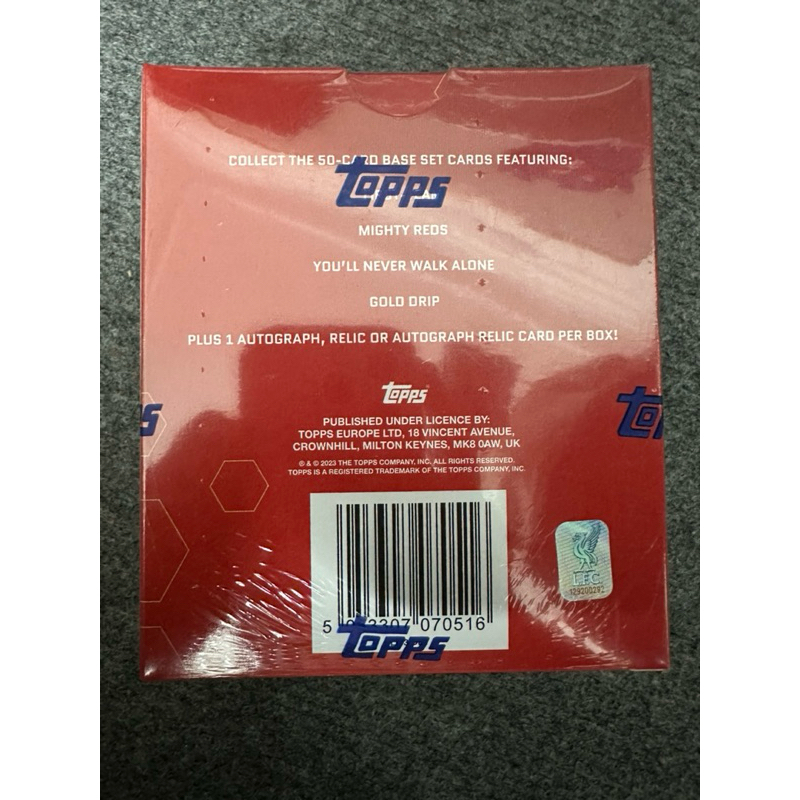 COLLECT THE 50-CARD BASE SET CARDS FEATURING:
TOPPS
MIGHTY REDS
YOU'LL NEVER WALK ALONE
GOLD DRIP
PLUS 1 AUTOGRAPH, RELIC OR AUTOGRAPH RELIC CARD PER BOX!
TOPPS
S
TO
PUBLISHED UNDER LICENCE BY:
TOPPS EUROPE LTD, 18 VINCENT AVENUE,
CROWNHILL, MILTON KEYNES, MK8 0AW, UK
® & © 2023 THE TOPPS COMPANY, INC. ALL RIGHTS RESERVED.
TOPPS IS A REGISTERED TRADEMARK OF THE TOPPS COMPANY, INC.
L.F.C.
129200292
070516
TOPPS